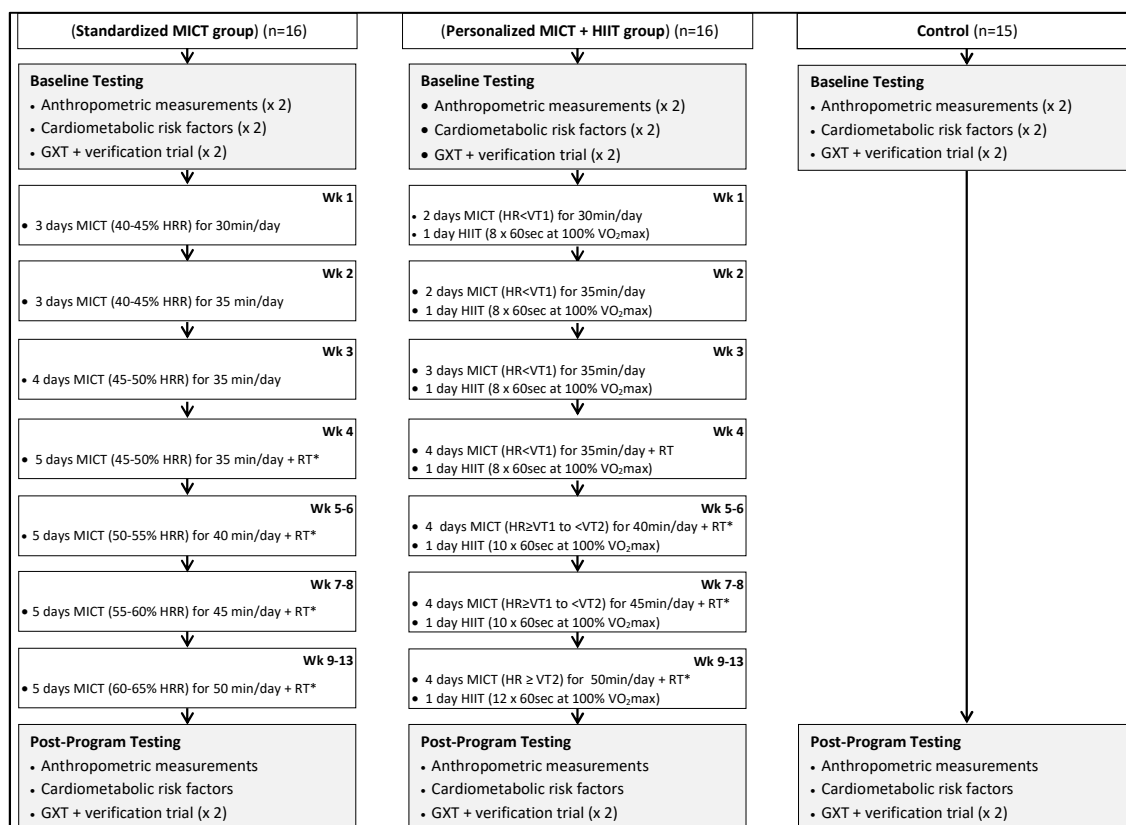 (Standardized MICT group) (n=16)
Baseline Testing
• Anthropometric measurements (x 2)
• Cardiometabolic risk factors (x 2)
• GXT + verification trial (x 2)
Wk 1
• 3 days MICT (40-45% HRR) for 30min/day
Wk 2
• 3 days MICT (40-45% HRR) for 35 min/day
Wk 3
• 4 days MICT (45-50% HRR) for 35 min/day
Wk 4
• 5 days MICT (45-50% HRR) for 35 min/day + RT*
Wk 5-6
• 5 days MICT (50-55% HRR) for 40 min/day + RT*
Wk 7-8
• 5 days MICT (55-60% HRR) for 45 min/day + RT*
Wk 9-13
• 5 days MICT (60-65% HRR) for 50 min/day + RT*
Post-Program Testing
• Anthropometric measurements
• Cardiometabolic risk factors
• GXT + verification trial (x 2)
(Personalized MICT + HIIT group) (n=16)
Baseline Testing
• Anthropometric measurements (x 2)
• Cardiometabolic risk factors (x 2)
• GXT + verification trial (x 2)
Wk 1
• 2 days MICT (HR<VT1) for 30min/day
• 1 day HIIT (8 x 60sec at 100% VO₂max)
Wk 2
• 2 days MICT (HR<VT1) for 35min/day
• 1 day HIIT (8 x 60sec at 100% VO₂max)
Wk 3
• 3 days MICT (HR<VT1) for 35min/day
• 1 day HIIT (8 x 60sec at 100% VO₂max)
Wk 4
• 4 days MICT (HR<VT1) for 35min/day + RT
• 1 day HIIT (8 x 60sec at 100% VO₂max)
Wk 5-6
• 4 days MICT (HR≥VT1 to <VT2) for 40min/day + RT*
• 1 day HIIT (10 x 60sec at 100% VO₂max)
Wk 7-8
• 4 days MICT (HR≥VT1 to <VT2) for 45min/day + RT*
• 1 day HIIT (10 x 60sec at 100% VO₂max)
Wk 9-13
• 4 days MICT (HR ≥ VT2) for 50min/day + RT*
• 1 day HIIT (12 x 60sec at 100% VO₂max)
Post-Program Testing
• Anthropometric measurements
• Cardiometabolic risk factors
• GXT + verification trial (x 2)
Control (n=15)
Baseline Testing
• Anthropometric measurements (x 2)
• Cardiometabolic risk factors (x 2)
• GXT + verification trial (x 2)
Post-Program Testing
• Anthropometric measurements
• Cardiometabolic risk factors
• GXT + verification trial (x 2)